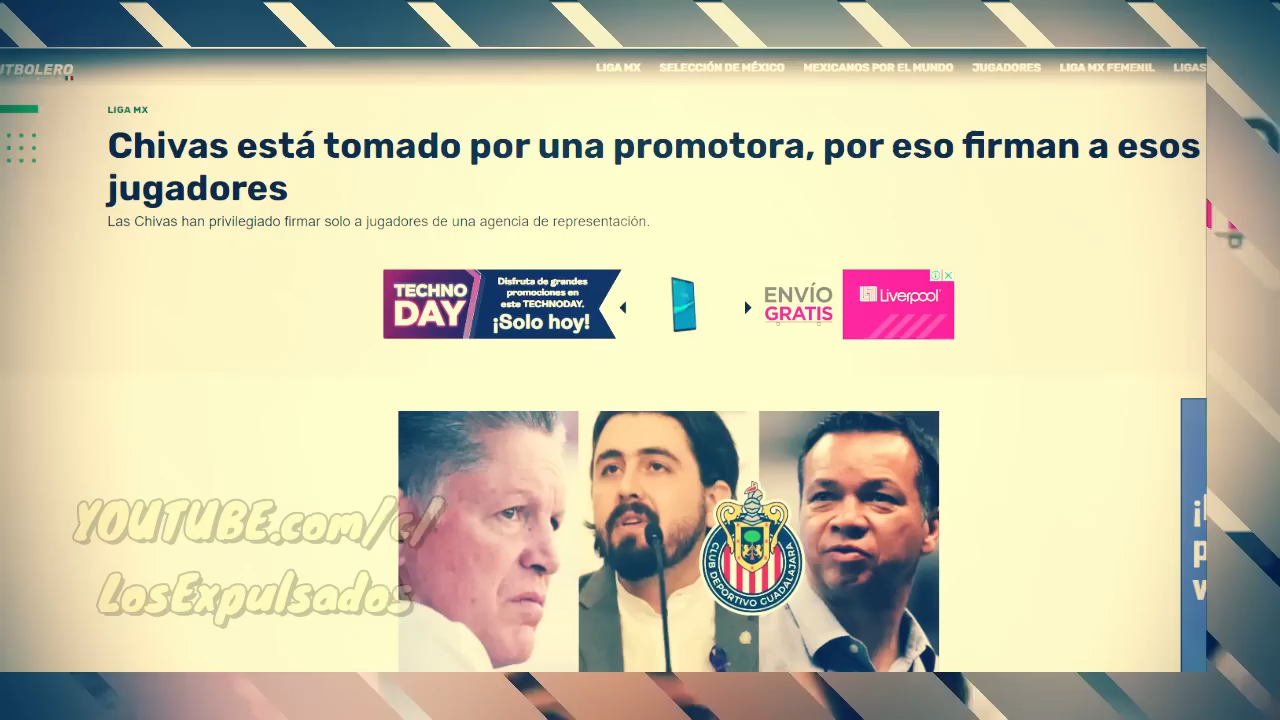 UTBOLERO
LIGA MX SELECCIÓN DE MÉXICO MEXICANOS POR EL MUNDO JUGADORES LIGA MX FEMENIL LIGAS
LIGA MX
Chivas está tomado por una promotora, por eso firman a esos
jugadores
Las Chivas han privilegiado firmar solo a jugadores de una agencia de representación.
TECHNO
DAY
Disfruta de grandes
promociones en
este TECHNODAY.
¡Solo hoy!
ENVÍO
GRATIS
Liverpool
CLUB DEPORTIVO GUADALAJARA
YOUTUBE.com/c/
LosExpulsados
¡
p
v